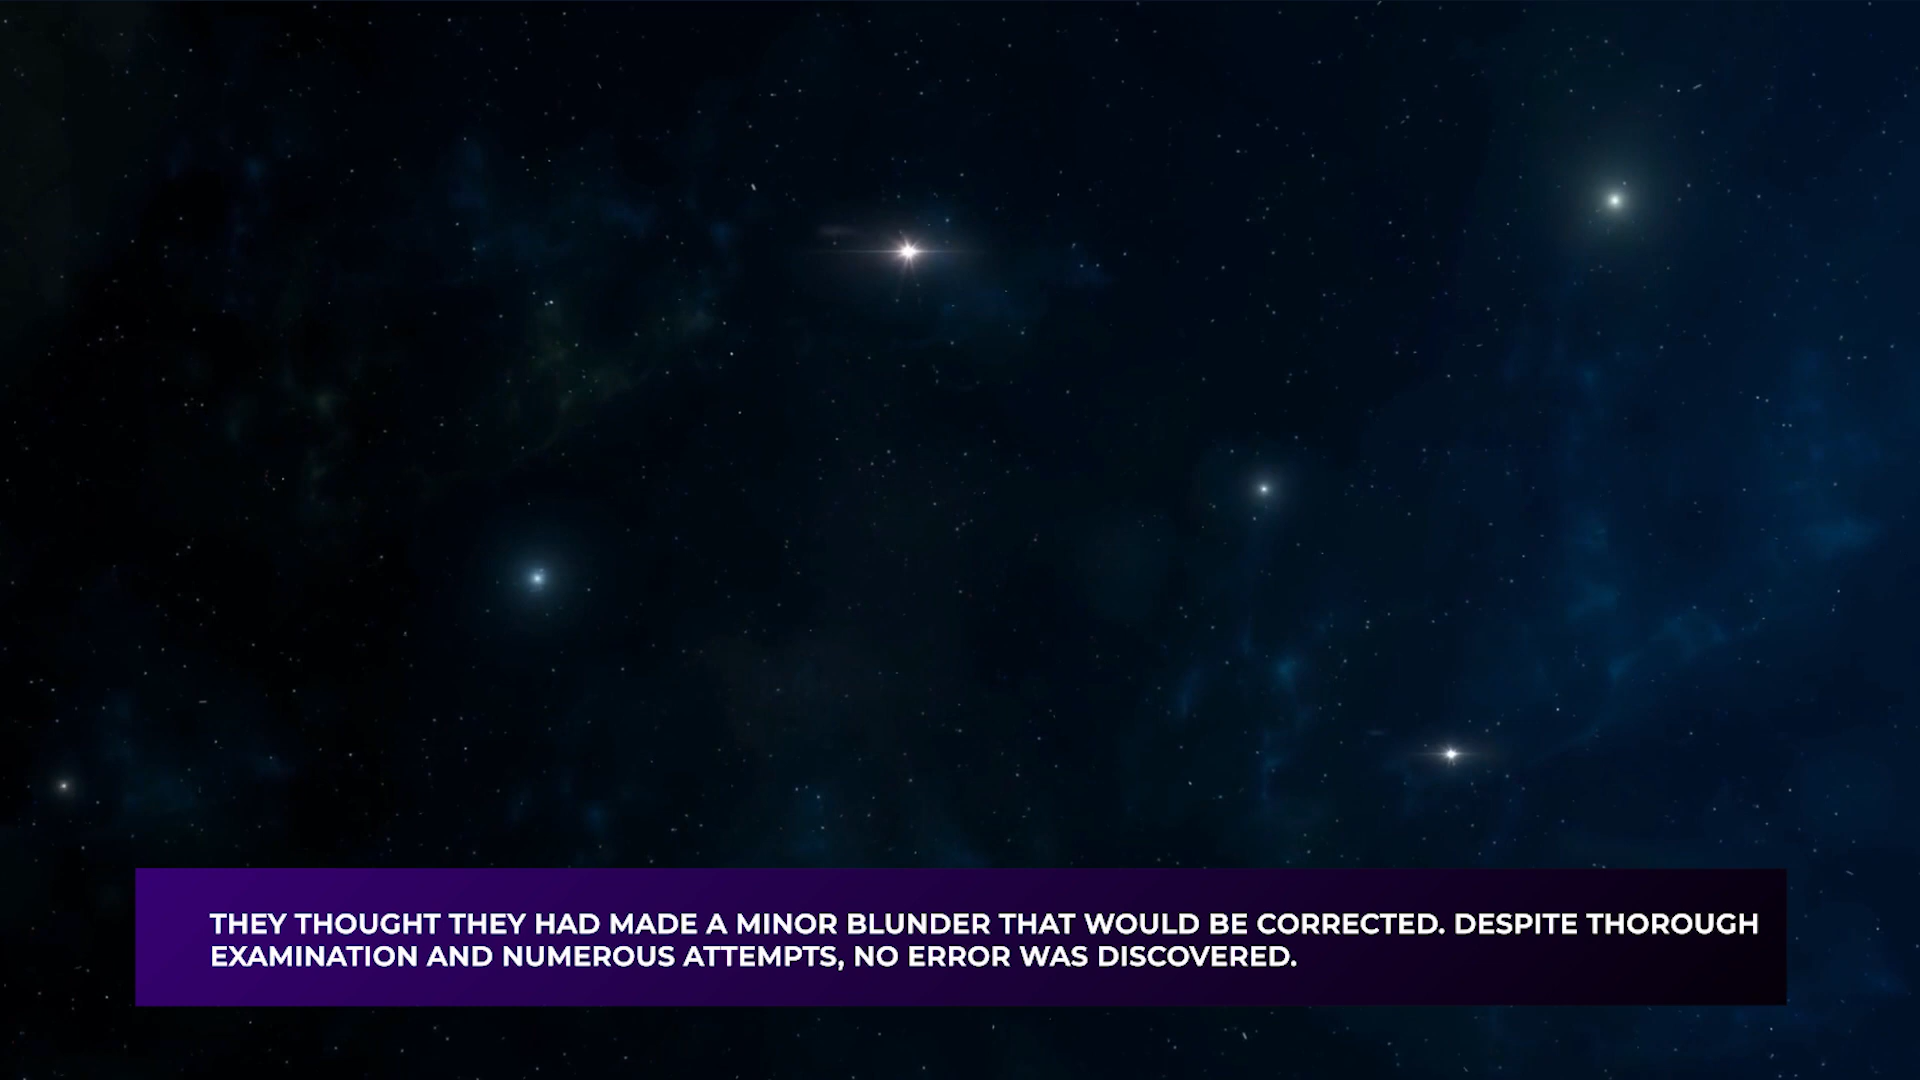 THEY THOUGHT THEY HAD MADE A MINOR BLUNDER THAT WOULD BE CORRECTED. DESPITE THOROUGH
EXAMINATION AND NUMEROUS ATTEMPTS, NO ERROR WAS DISCOVERED.